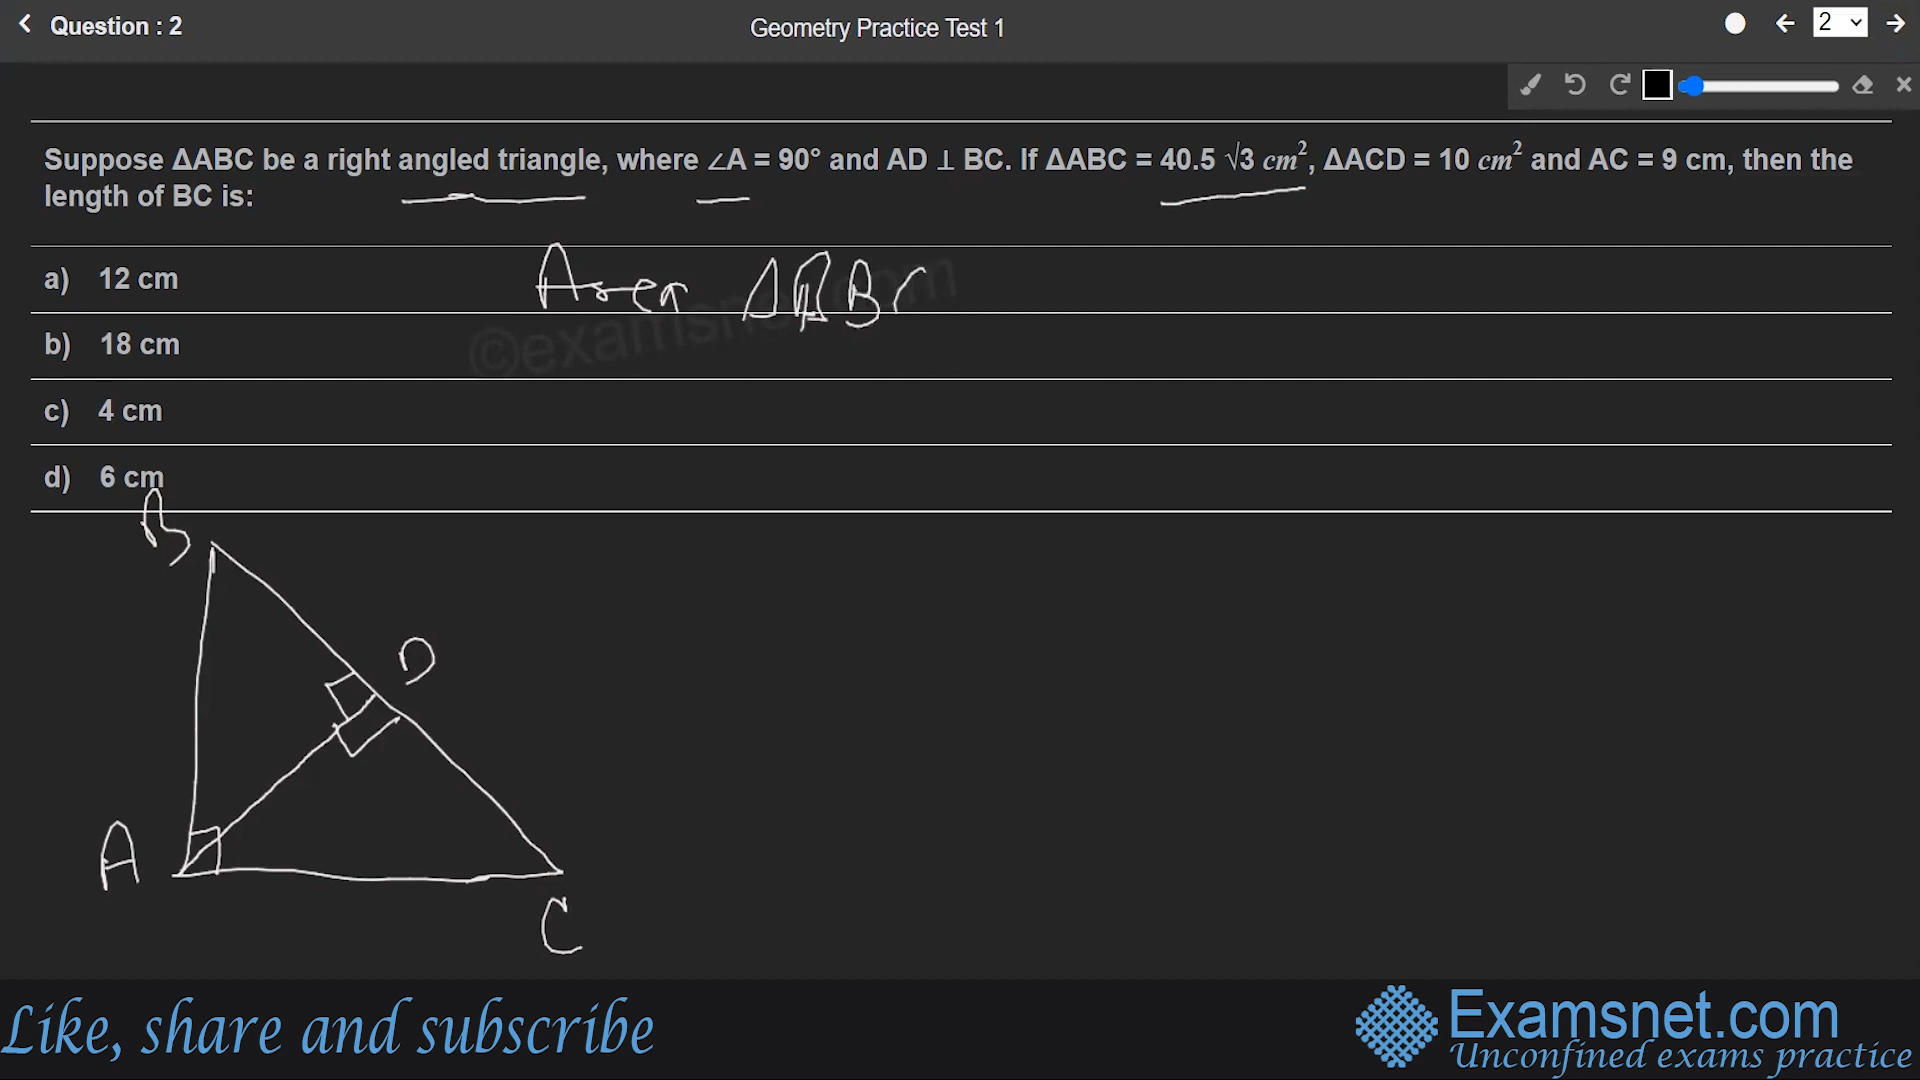 Question : 2
Geometry Practice Test 1
2
Suppose ΔABC be a right angled triangle, where ∠A = 90° and AD ⊥ BC. If ΔABC = 40.5 √3 cm², ΔACD = 10 cm² and AC = 9 cm, then the
length of BC is:
a) 12 cm
Area ΔABC
©examsnet.com
b) 18 cm
c) 4 cm
d) 6 cm
B
D
A
C
Like, share and subscribe
Examsnet.com
Unconfined exams practice